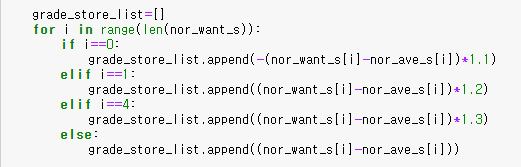 grade_store_list=[]
for i in range(len(nor_want_s)):
    if i==0:
        grade_store_list.append(-(nor_want_s[i]-nor_ave_s[i])*1.1)
    elif i==1:
        grade_store_list.append((nor_want_s[i]-nor_ave_s[i])*1.2)
    elif i==4:
        grade_store_list.append((nor_want_s[i]-nor_ave_s[i])*1.3)
    else:
        grade_store_list.append((nor_want_s[i]-nor_ave_s[i]))